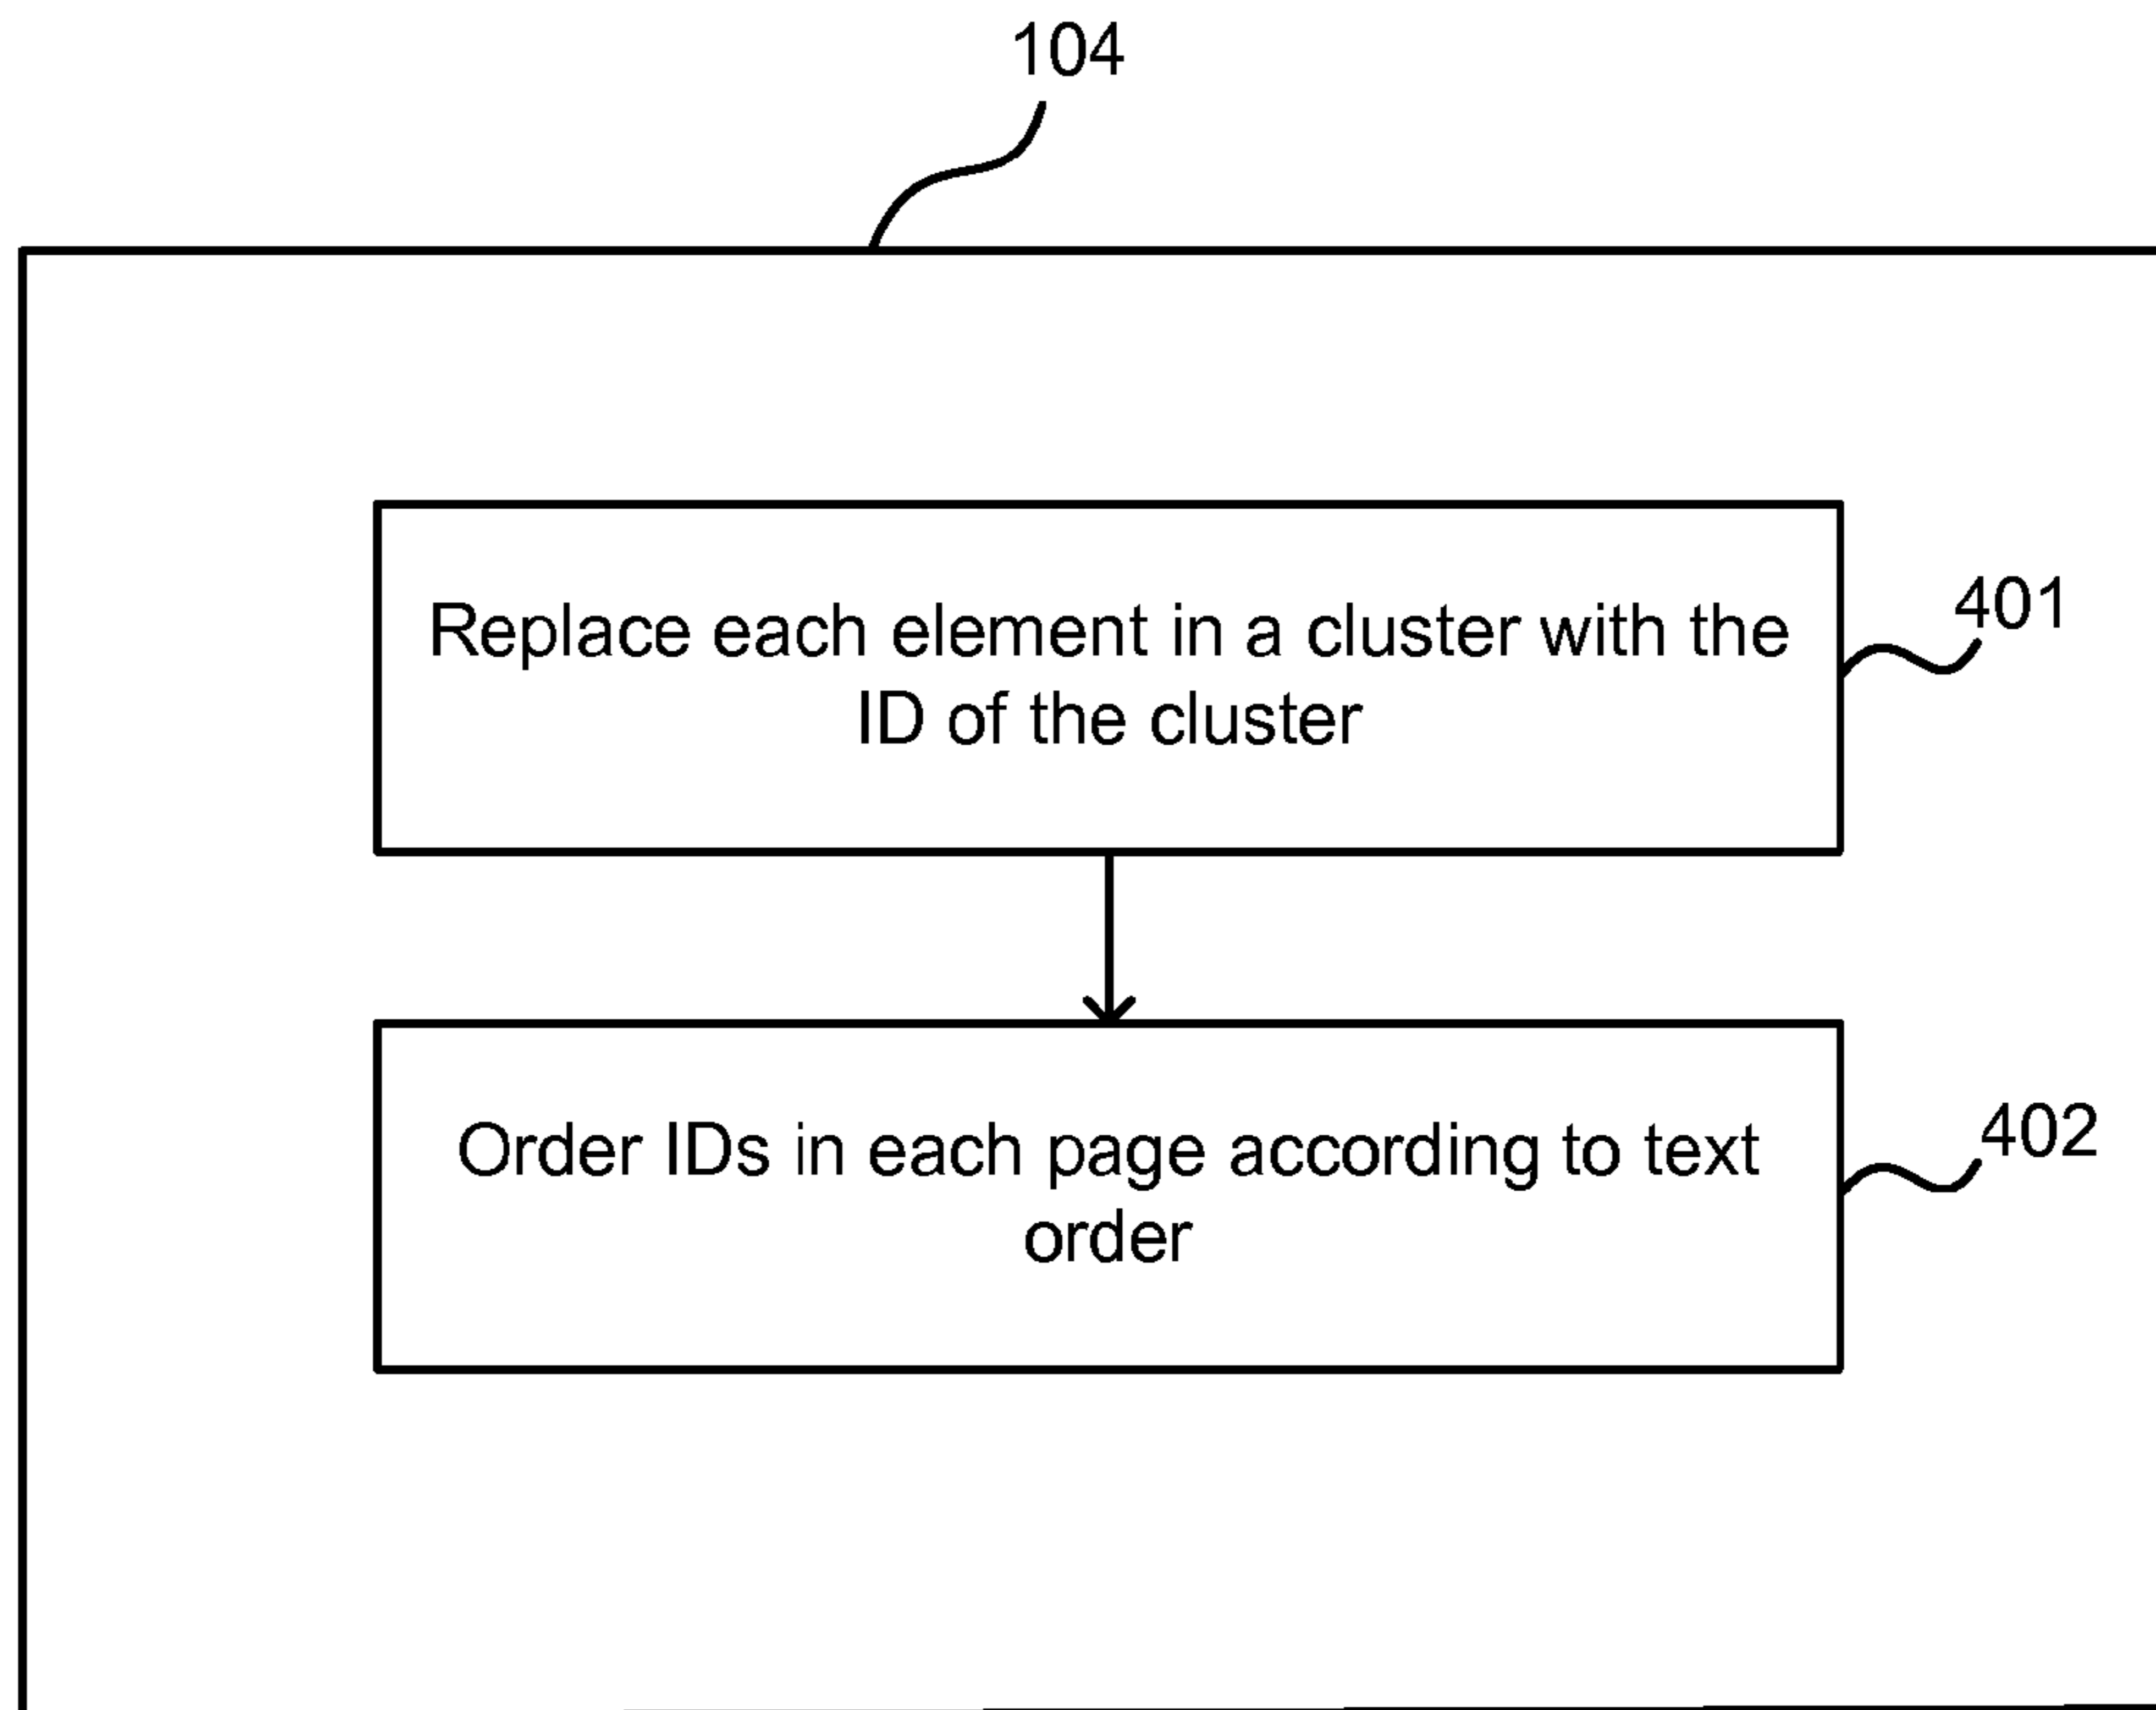 104
Replace each element in a cluster with the
ID of the cluster
401
Order IDs in each page according to text
order
402